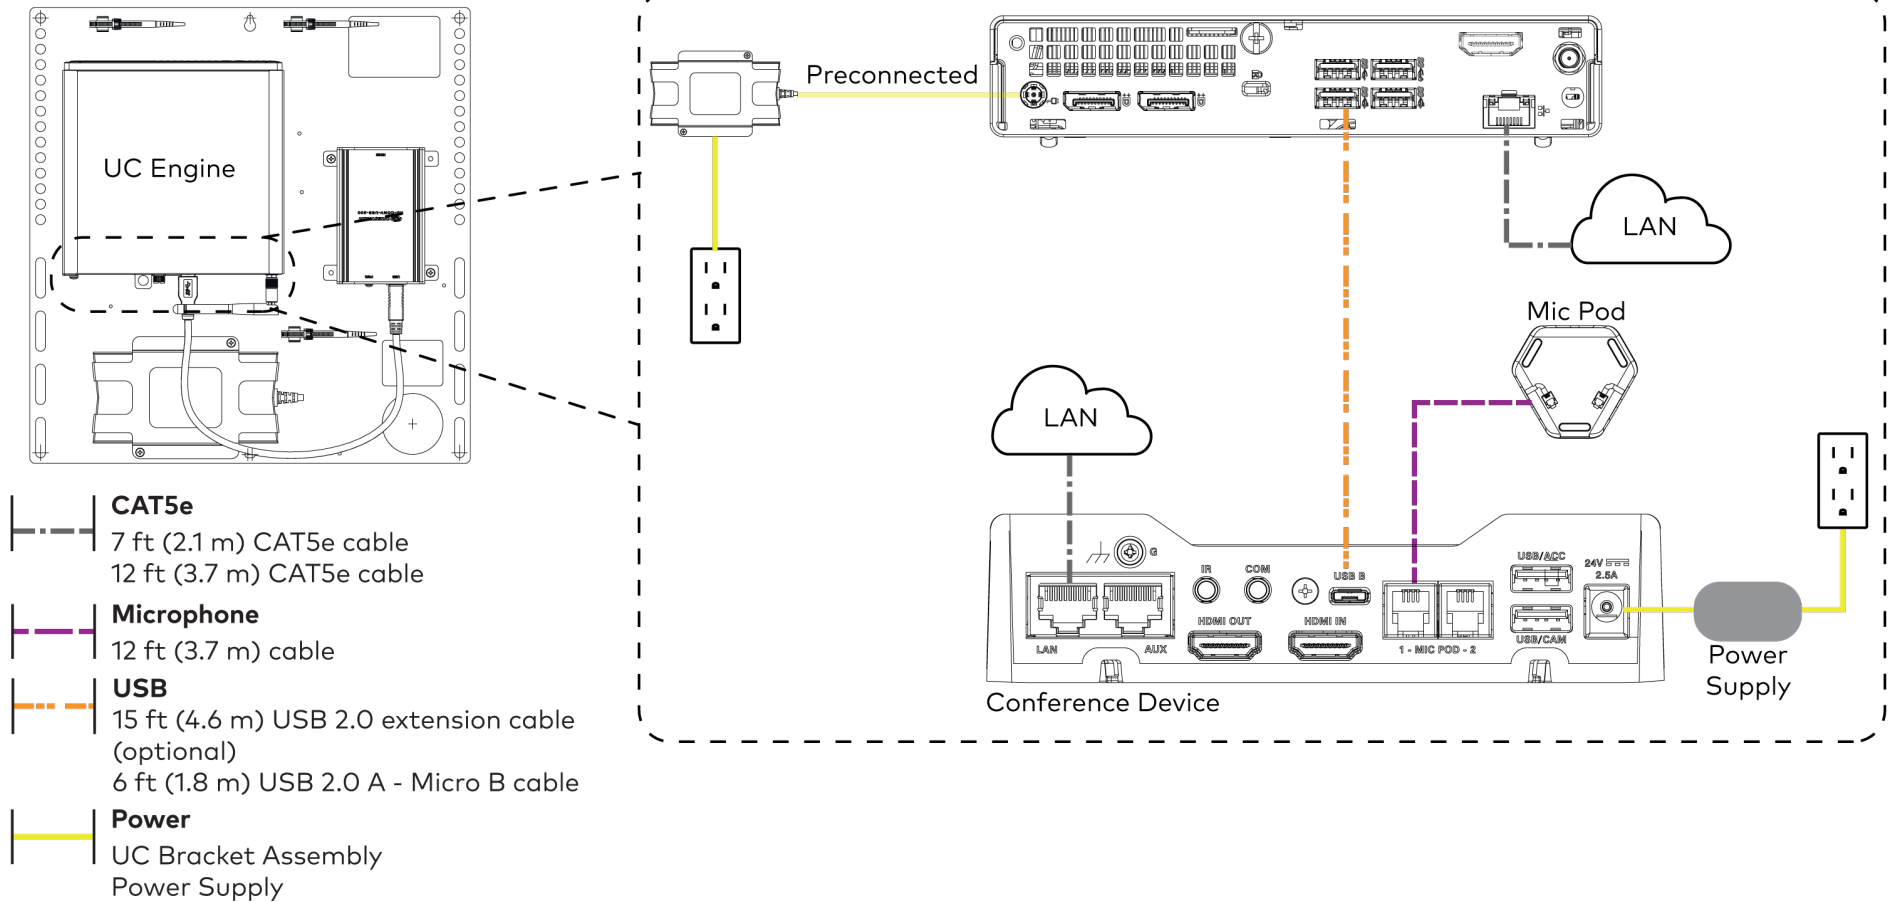 UC Engine
Preconnected
LAN
Mic Pod
LAN
G
IR
COM
USB B
USB/ACC
24V
2.5A
HDMI OUT
HDMI IN
USB/CAM
LAN
AUX
1 - MIC POD - 2
Power
Supply
Conference Device
CAT5e
7 ft (2.1 m) CAT5e cable
12 ft (3.7 m) CAT5e cable
Microphone
12 ft (3.7 m) cable
USB
15 ft (4.6 m) USB 2.0 extension cable
(optional)
6 ft (1.8 m) USB 2.0 A - Micro B cable
Power
UC Bracket Assembly
Power Supply